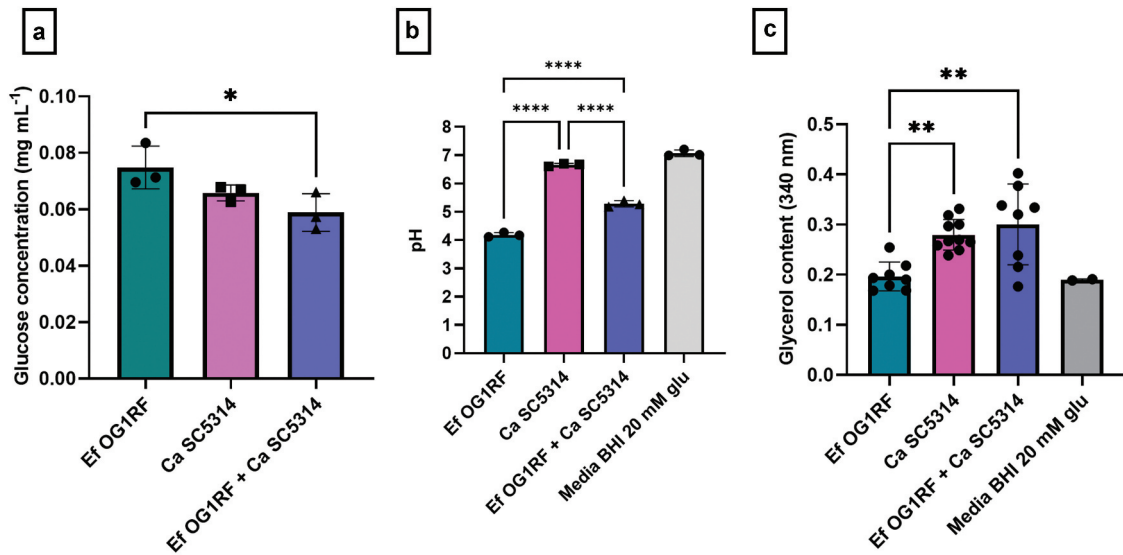 a
b
c
Glucose concentration (mg mL⁻¹)
0.10
0.08
0.06
0.04
0.02
0.00
*
Ef OG1RF
Ca SC5314
Ef OG1RF + Ca SC5314
pH
8
7
6
5
4
3
2
1
0
****
**** ****
Ef OG1RF
Ca SC5314
Ef OG1RF + Ca SC5314
Media BHI 20 mM glu
Glycerol content (340 nm)
0.5
0.4
0.3
0.2
0.1
0.0
**
**
Ef OG1RF
Ca SC5314
Ef OG1RF + Ca SC5314
Media BHI 20 mM glu